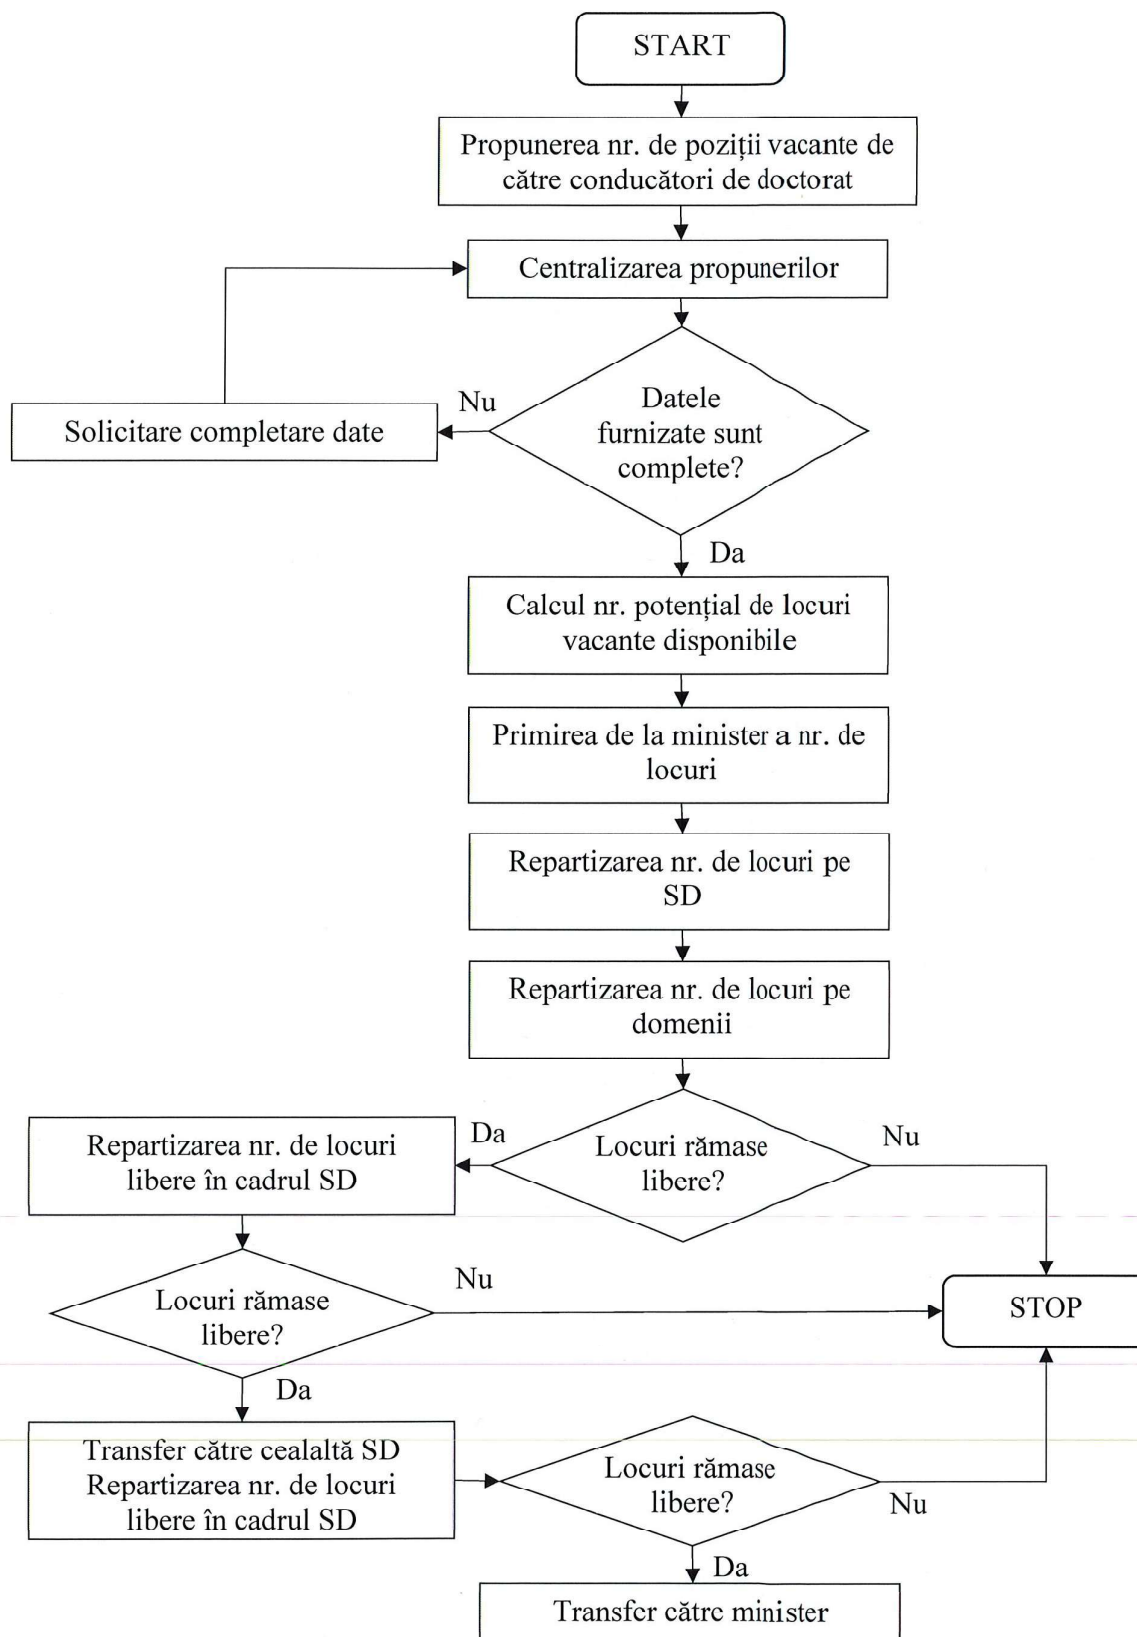 START
Propunerea nr. de poziții vacante de
către conducători de doctorat
Centralizarea propunerilor
Nu
Datele
furnizate sunt
complete?
Solicitare completare date
Da
Calcul nr. potențial de locuri
vacante disponibile
Primirea de la minister a nr. de
locuri
Repartizarea nr. de locuri pe
SD
Repartizarea nr. de locuri pe
domenii
Repartizarea nr. de locuri
libere în cadrul SD
Da
Locuri rămase
libere?
Nu
Locuri rămase
libere?
Nu
STOP
Da
Transfer către cealaltă SD
Repartizarea nr. de locuri
libere în cadrul SD
Locuri rămase
libere?
Nu
Da
Transfer către minister